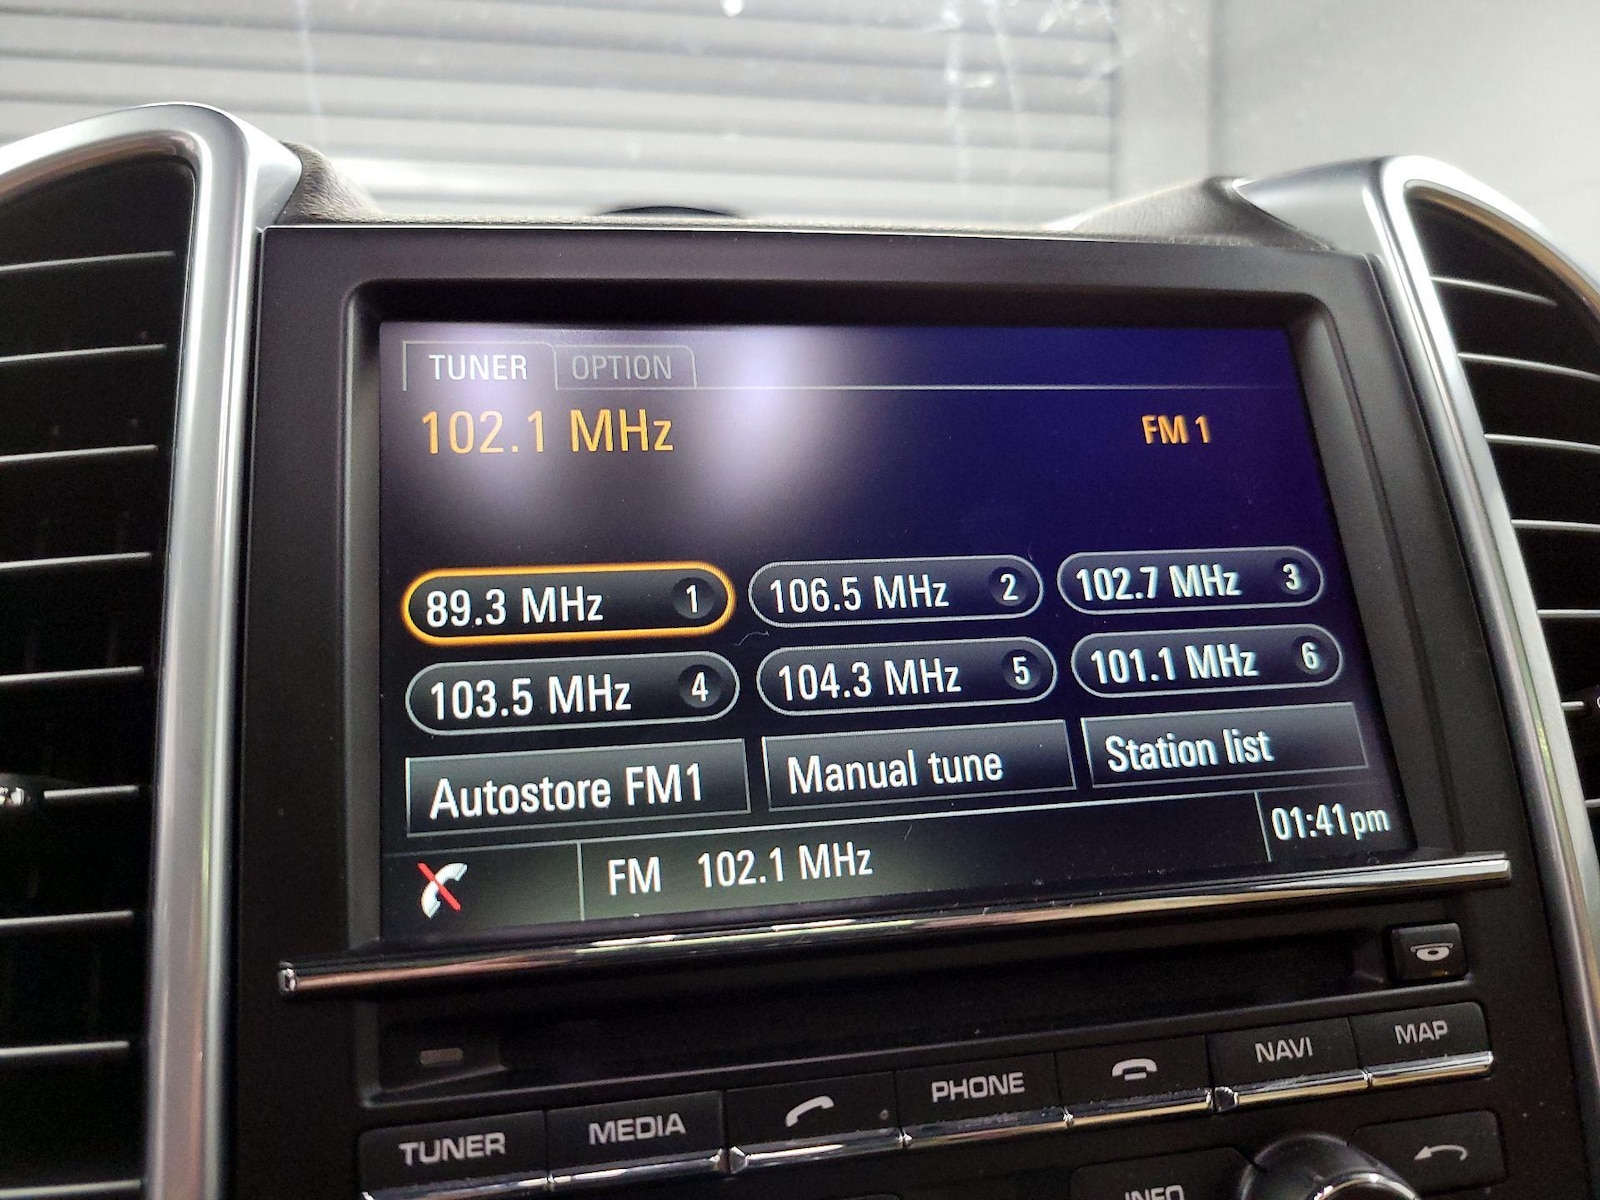 TUNER OPTION
102.1 MHz FM 1
89.3 MHz 1 106.5 MHz 2 102.7 MHz 3
103.5 MHz 4 104.3 MHz 5 101.1 MHz 6
Autostore FM1 Manual tune Station list
FM 102.1 MHz 01:41pm
TUNER MEDIA PHONE NAVI MAP
INFO